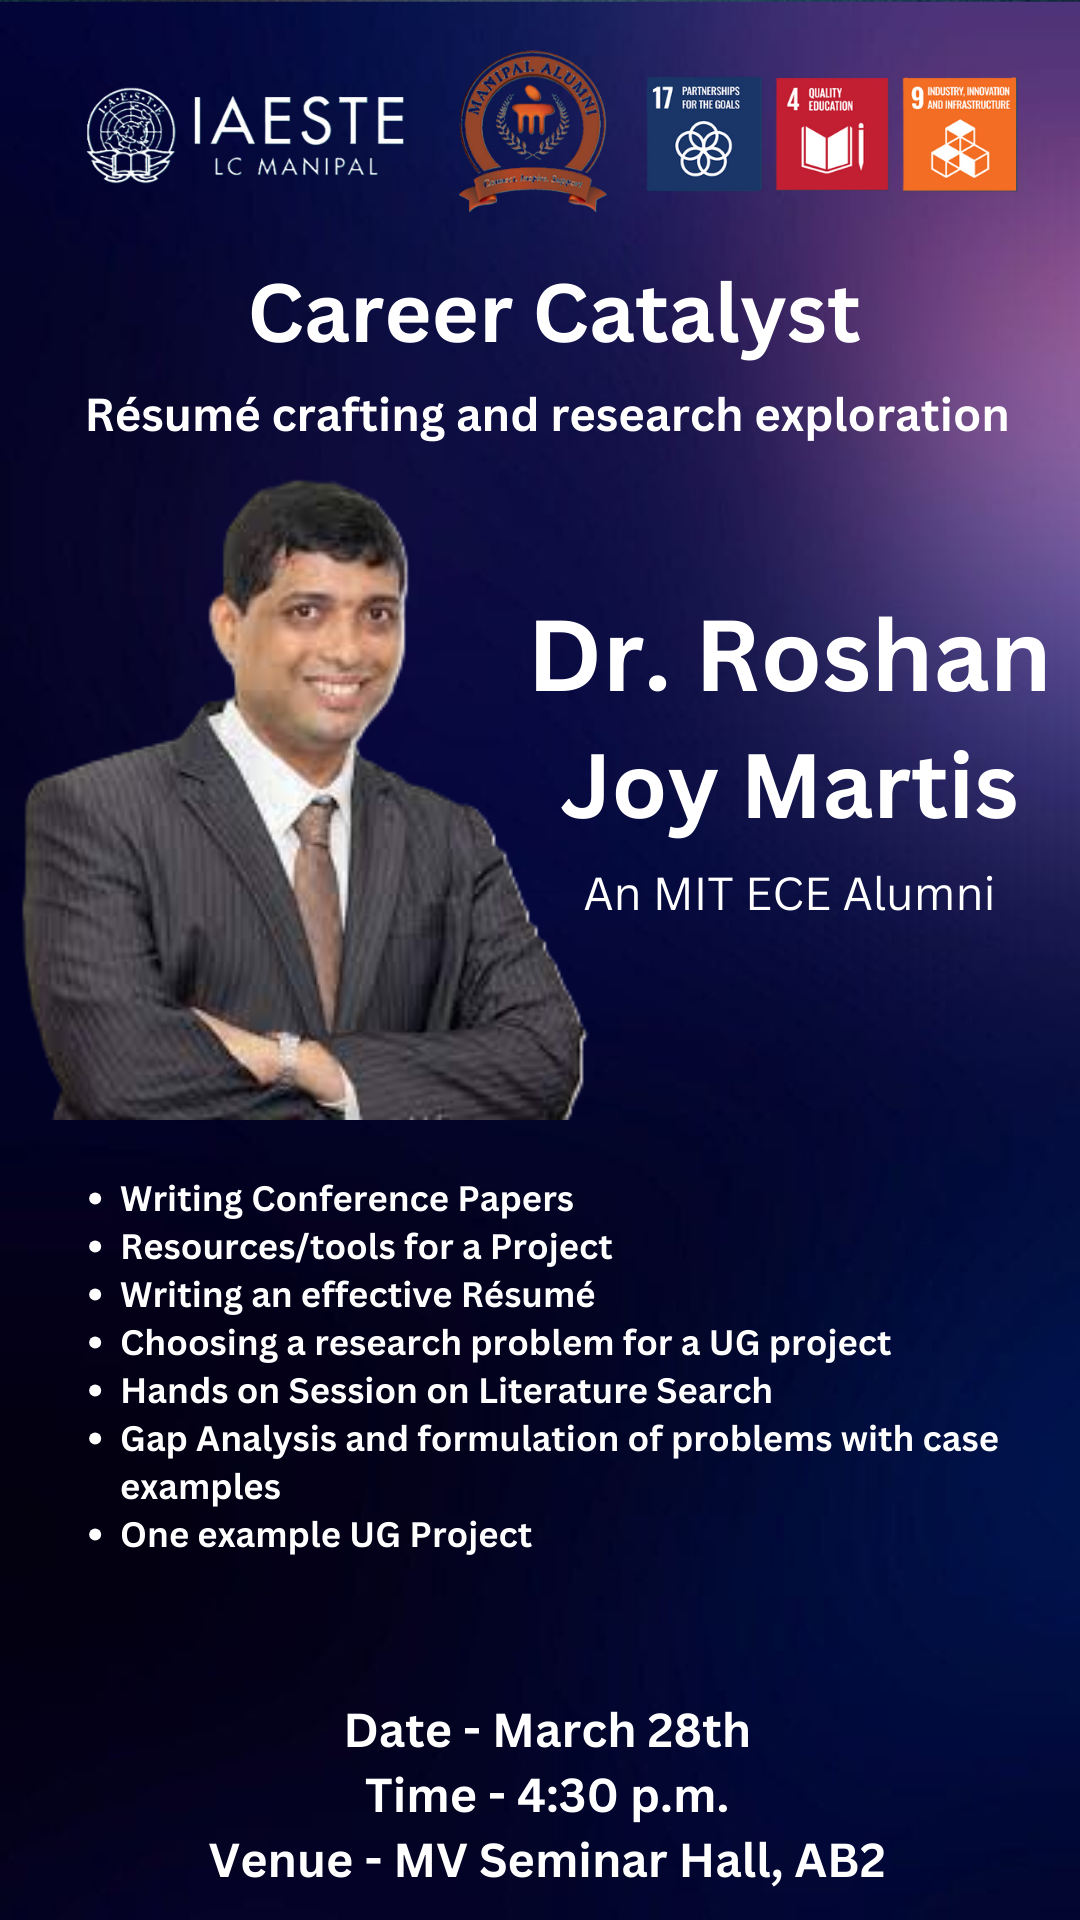 I.A.E.S.T.E
IAESTE
LC MANIPAL
MANIPAL ALUMNI
Connect. Inspire. Support
17 PARTNERSHIPS
FOR THE GOALS
4 QUALITY
EDUCATION
9 INDUSTRY, INNOVATION
AND INFRASTRUCTURE
Career Catalyst
Résumé crafting and research exploration
Dr. Roshan
Joy Martis
An MIT ECE Alumni
• Writing Conference Papers
• Resources/tools for a Project
• Writing an effective Résumé
• Choosing a research problem for a UG project
• Hands on Session on Literature Search
• Gap Analysis and formulation of problems with case
examples
• One example UG Project
Date - March 28th
Time - 4:30 p.m.
Venue - MV Seminar Hall, AB2